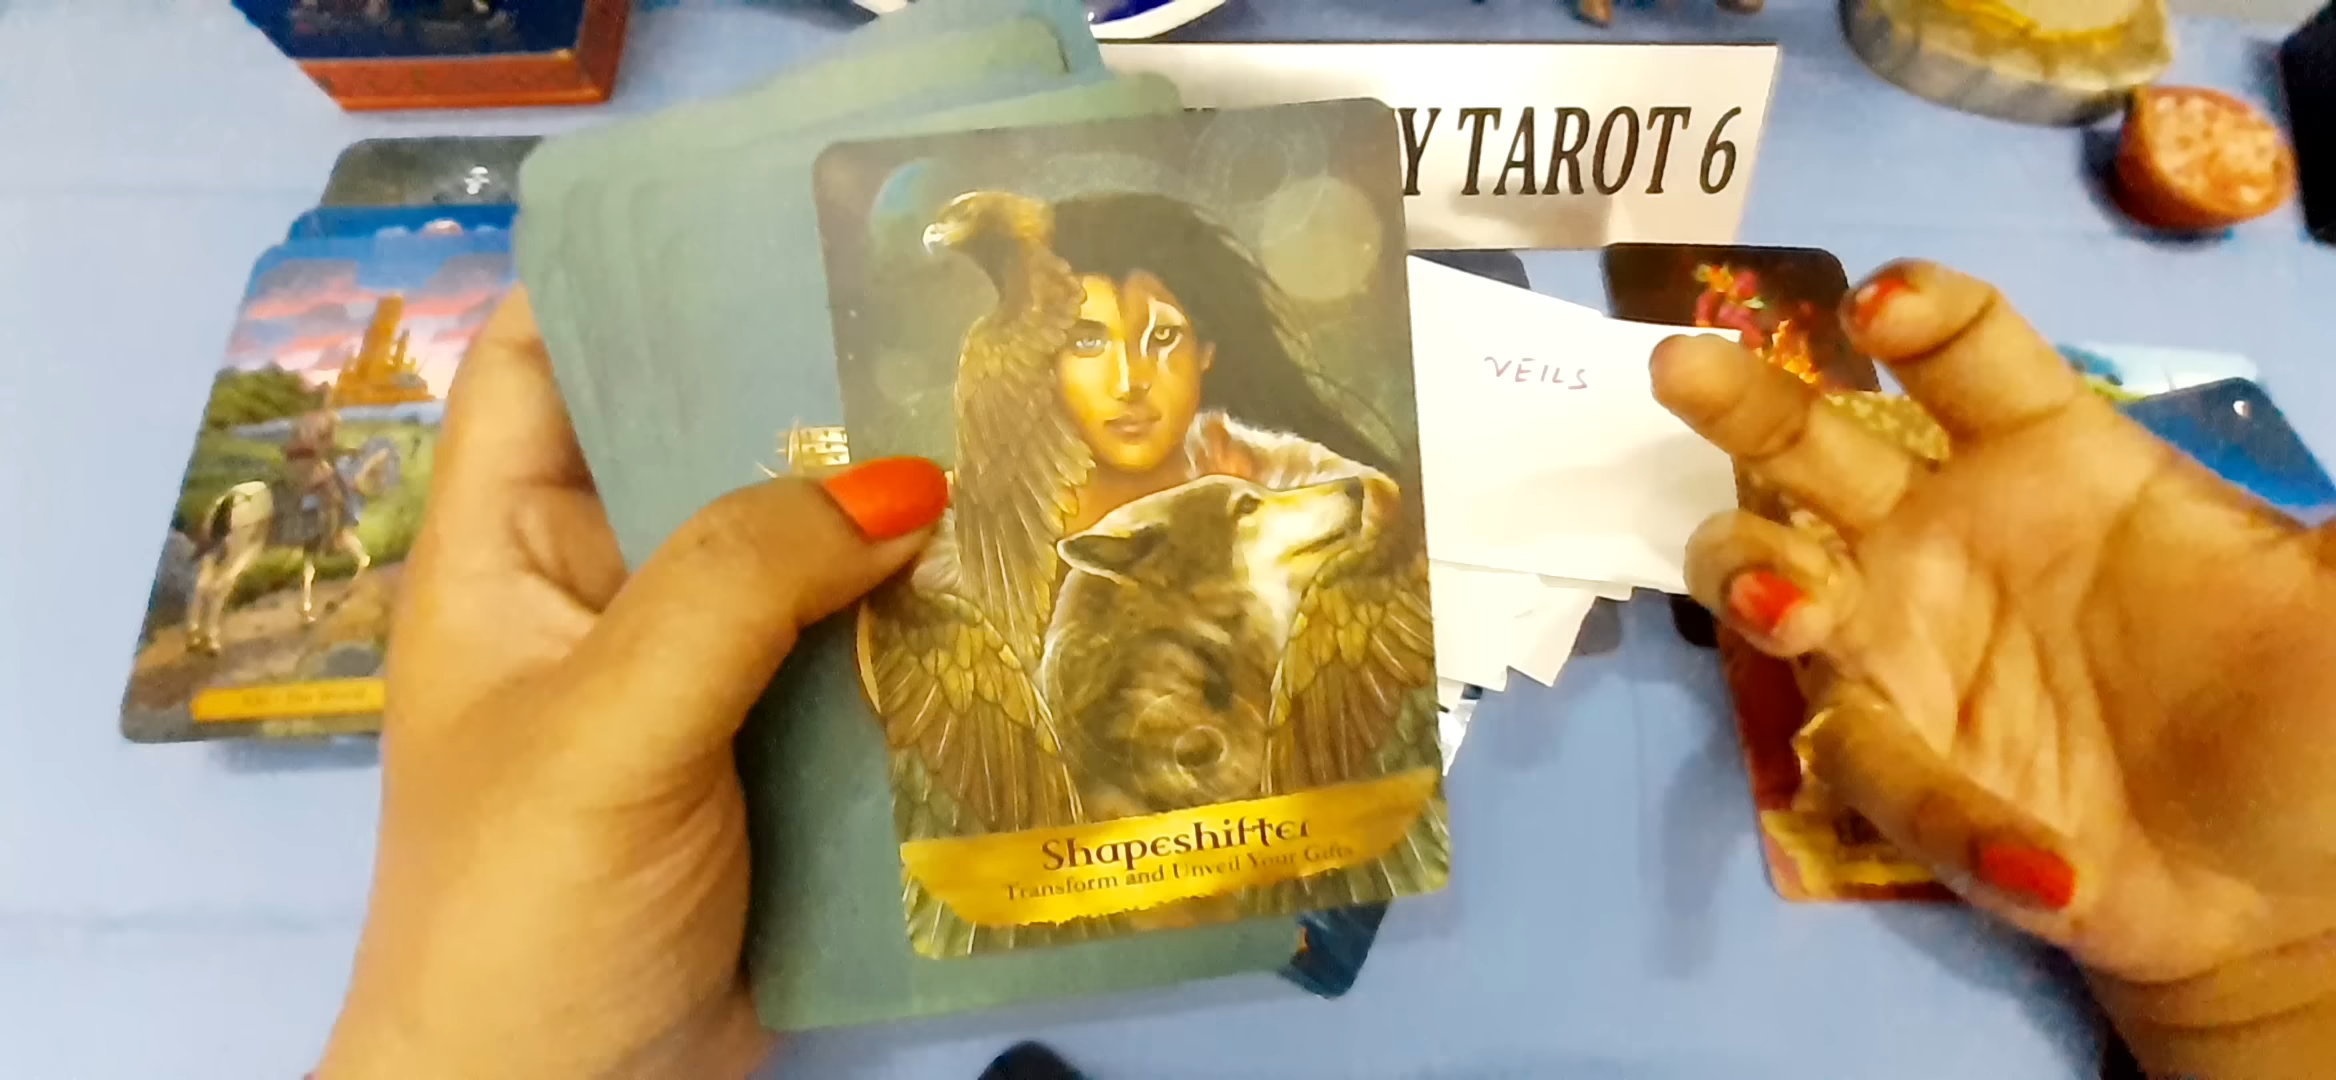 Y TAROT 6
VEILS
Shapeshifter
Transform and Unveil Your Gifts